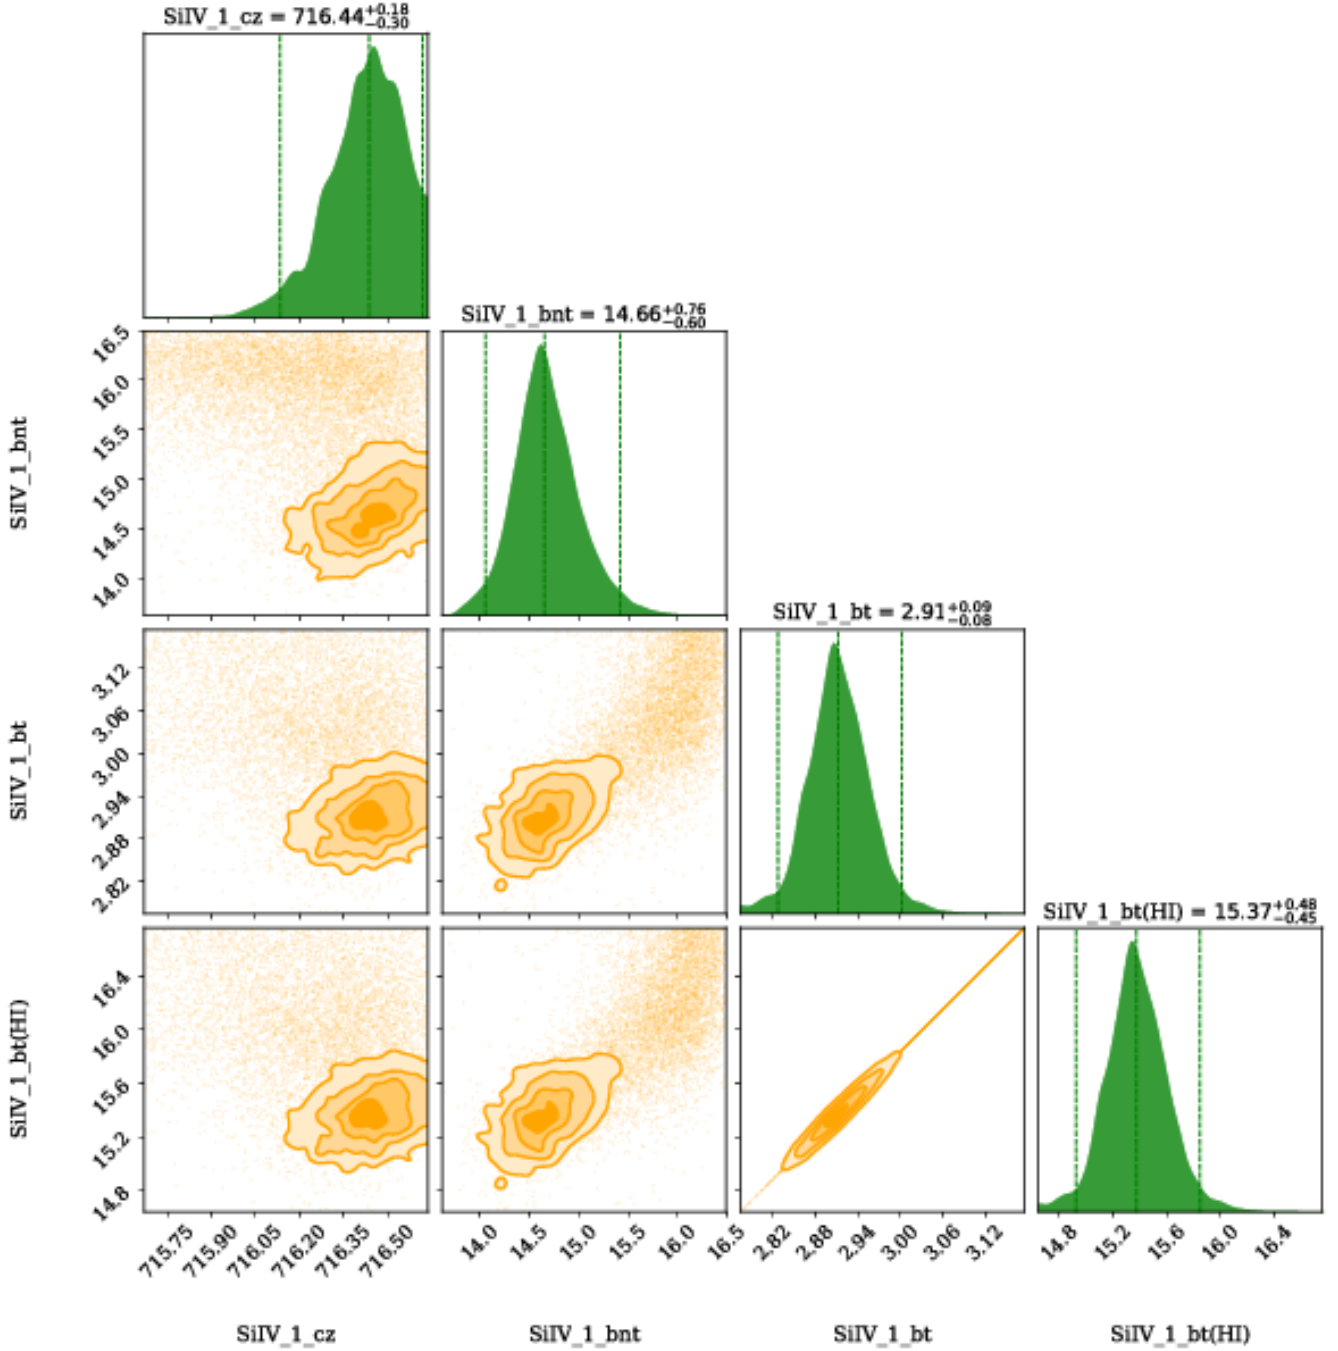 SiIV_1_cz = 716.44+0.18−0.30
SiIV_1_bnt = 14.66+0.76−0.60
16.5
16.0
15.5
15.0
14.5
14.0
SiIV_1_bnt
SiIV_1_bt = 2.91+0.09−0.08
3.12
3.06
3.00
2.94
2.88
2.82
SiIV_1_bt
SiIV_1_bt(HI) = 15.37+0.48−0.45
16.4
16.0
15.6
15.2
14.8
SiIV_1_bt(HI)
715.75 715.90 716.05 716.20 716.35 716.50 14.0 14.5 15.0 15.5 16.0 16.5 2.82 2.88 2.94 3.00 3.06 3.12 14.8 15.2 15.6 16.0 16.4
SiIV_1_cz SiIV_1_bnt SiIV_1_bt SiIV_1_bt(HI)